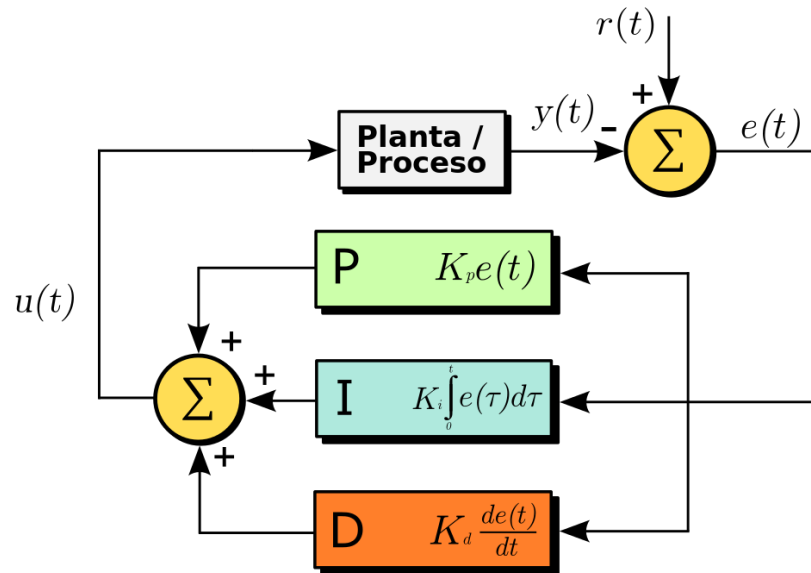 r(t)
+
Planta /
Proceso
y(t)
-
Σ
e(t)
P K_p e(t)
u(t)
+
Σ
+
I K_i ∫_0^t e(τ)dτ
+
D K_d de(t)/dt